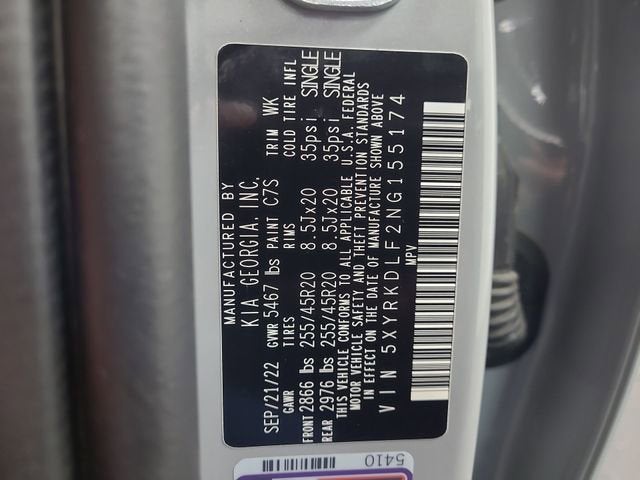 MANUFACTURED BY
KIA GEORGIA, INC.
SEP/21/22 GVWR 5467 lbs PAINT C7S TRIM WK
GAWR TIRES RIMS COLD TIRE INFL
FRONT 2866 lbs 255/45R20 8.5Jx20 35psi SINGLE
REAR 2976 lbs 255/45R20 8.5Jx20 35psi SINGLE
THIS VEHICLE CONFORMS TO ALL APPLICABLE U.S.A. FEDERAL
MOTOR VEHICLE SAFETY AND THEFT PREVENTION STANDARDS
IN EFFECT ON THE DATE OF MANUFACTURE SHOWN ABOVE
VIN 5XYRKDLF2NG155174
MPV
5410